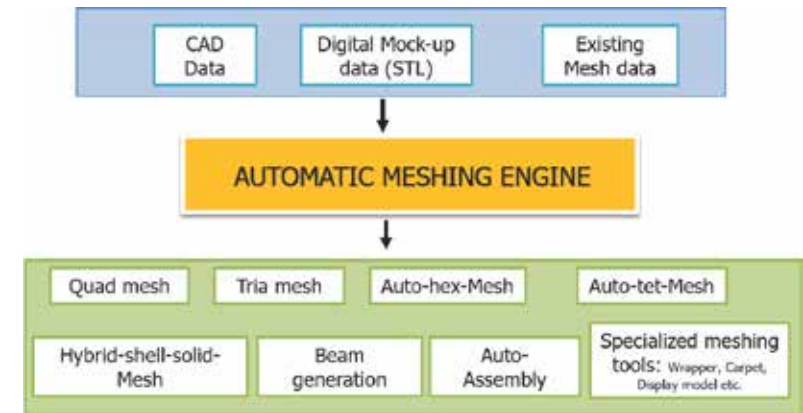 CAD
Data
Digital Mock-up
data (STL)
Existing
Mesh data
AUTOMATIC MESHING ENGINE
Quad mesh
Tria mesh
Auto-hex-Mesh
Auto-tet-Mesh
Hybrid-shell-solid-
Mesh
Beam
generation
Auto-
Assembly
Specialized meshing
tools: Wrapper, Carpet,
Display model etc.